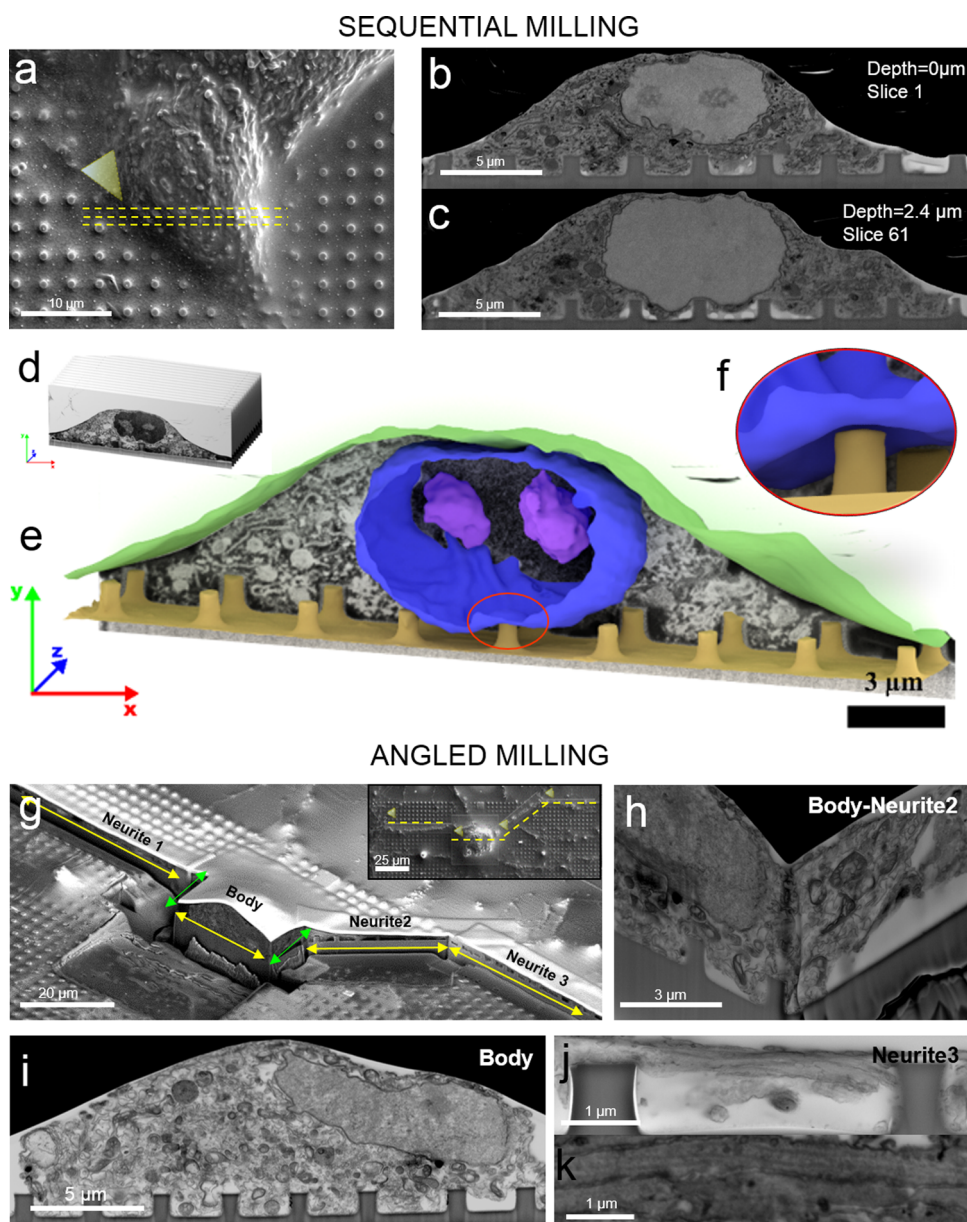 SEQUENTIAL MILLING
a
10 µm
b
Depth=0µm
Slice 1
5 µm
c
Depth=2.4 µm
Slice 61
5 µm
d
y
z
x
f
e
y
z
x
3 µm
ANGLED MILLING
g
Neurite 1
Body
Neurite2
Neurite 3
20 µm
25 µm
h
Body-Neurite2
3 µm
i
Body
5 µm
j
Neurite3
1 µm
k
1 µm